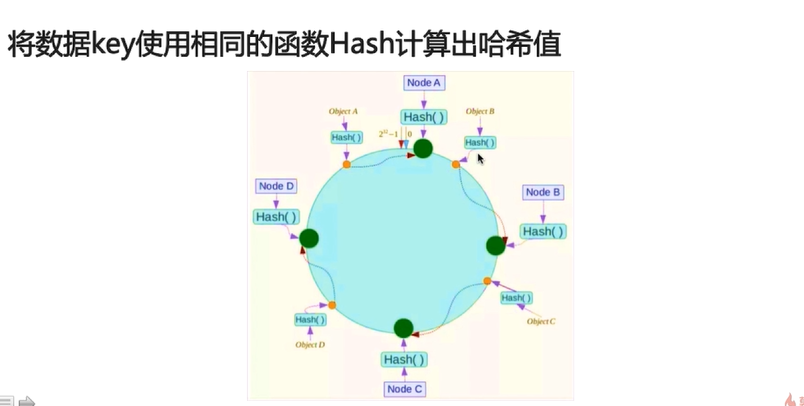 将数据key使用相同的函数Hash计算出哈希值
Node A
Object A
Hash( )
Object B
Hash( )
2³²−1
0
Hash( )
Node D
Node B
Hash( )
Hash( )
Hash( )
Hash( )
Object C
Object D
Hash( )
Node C